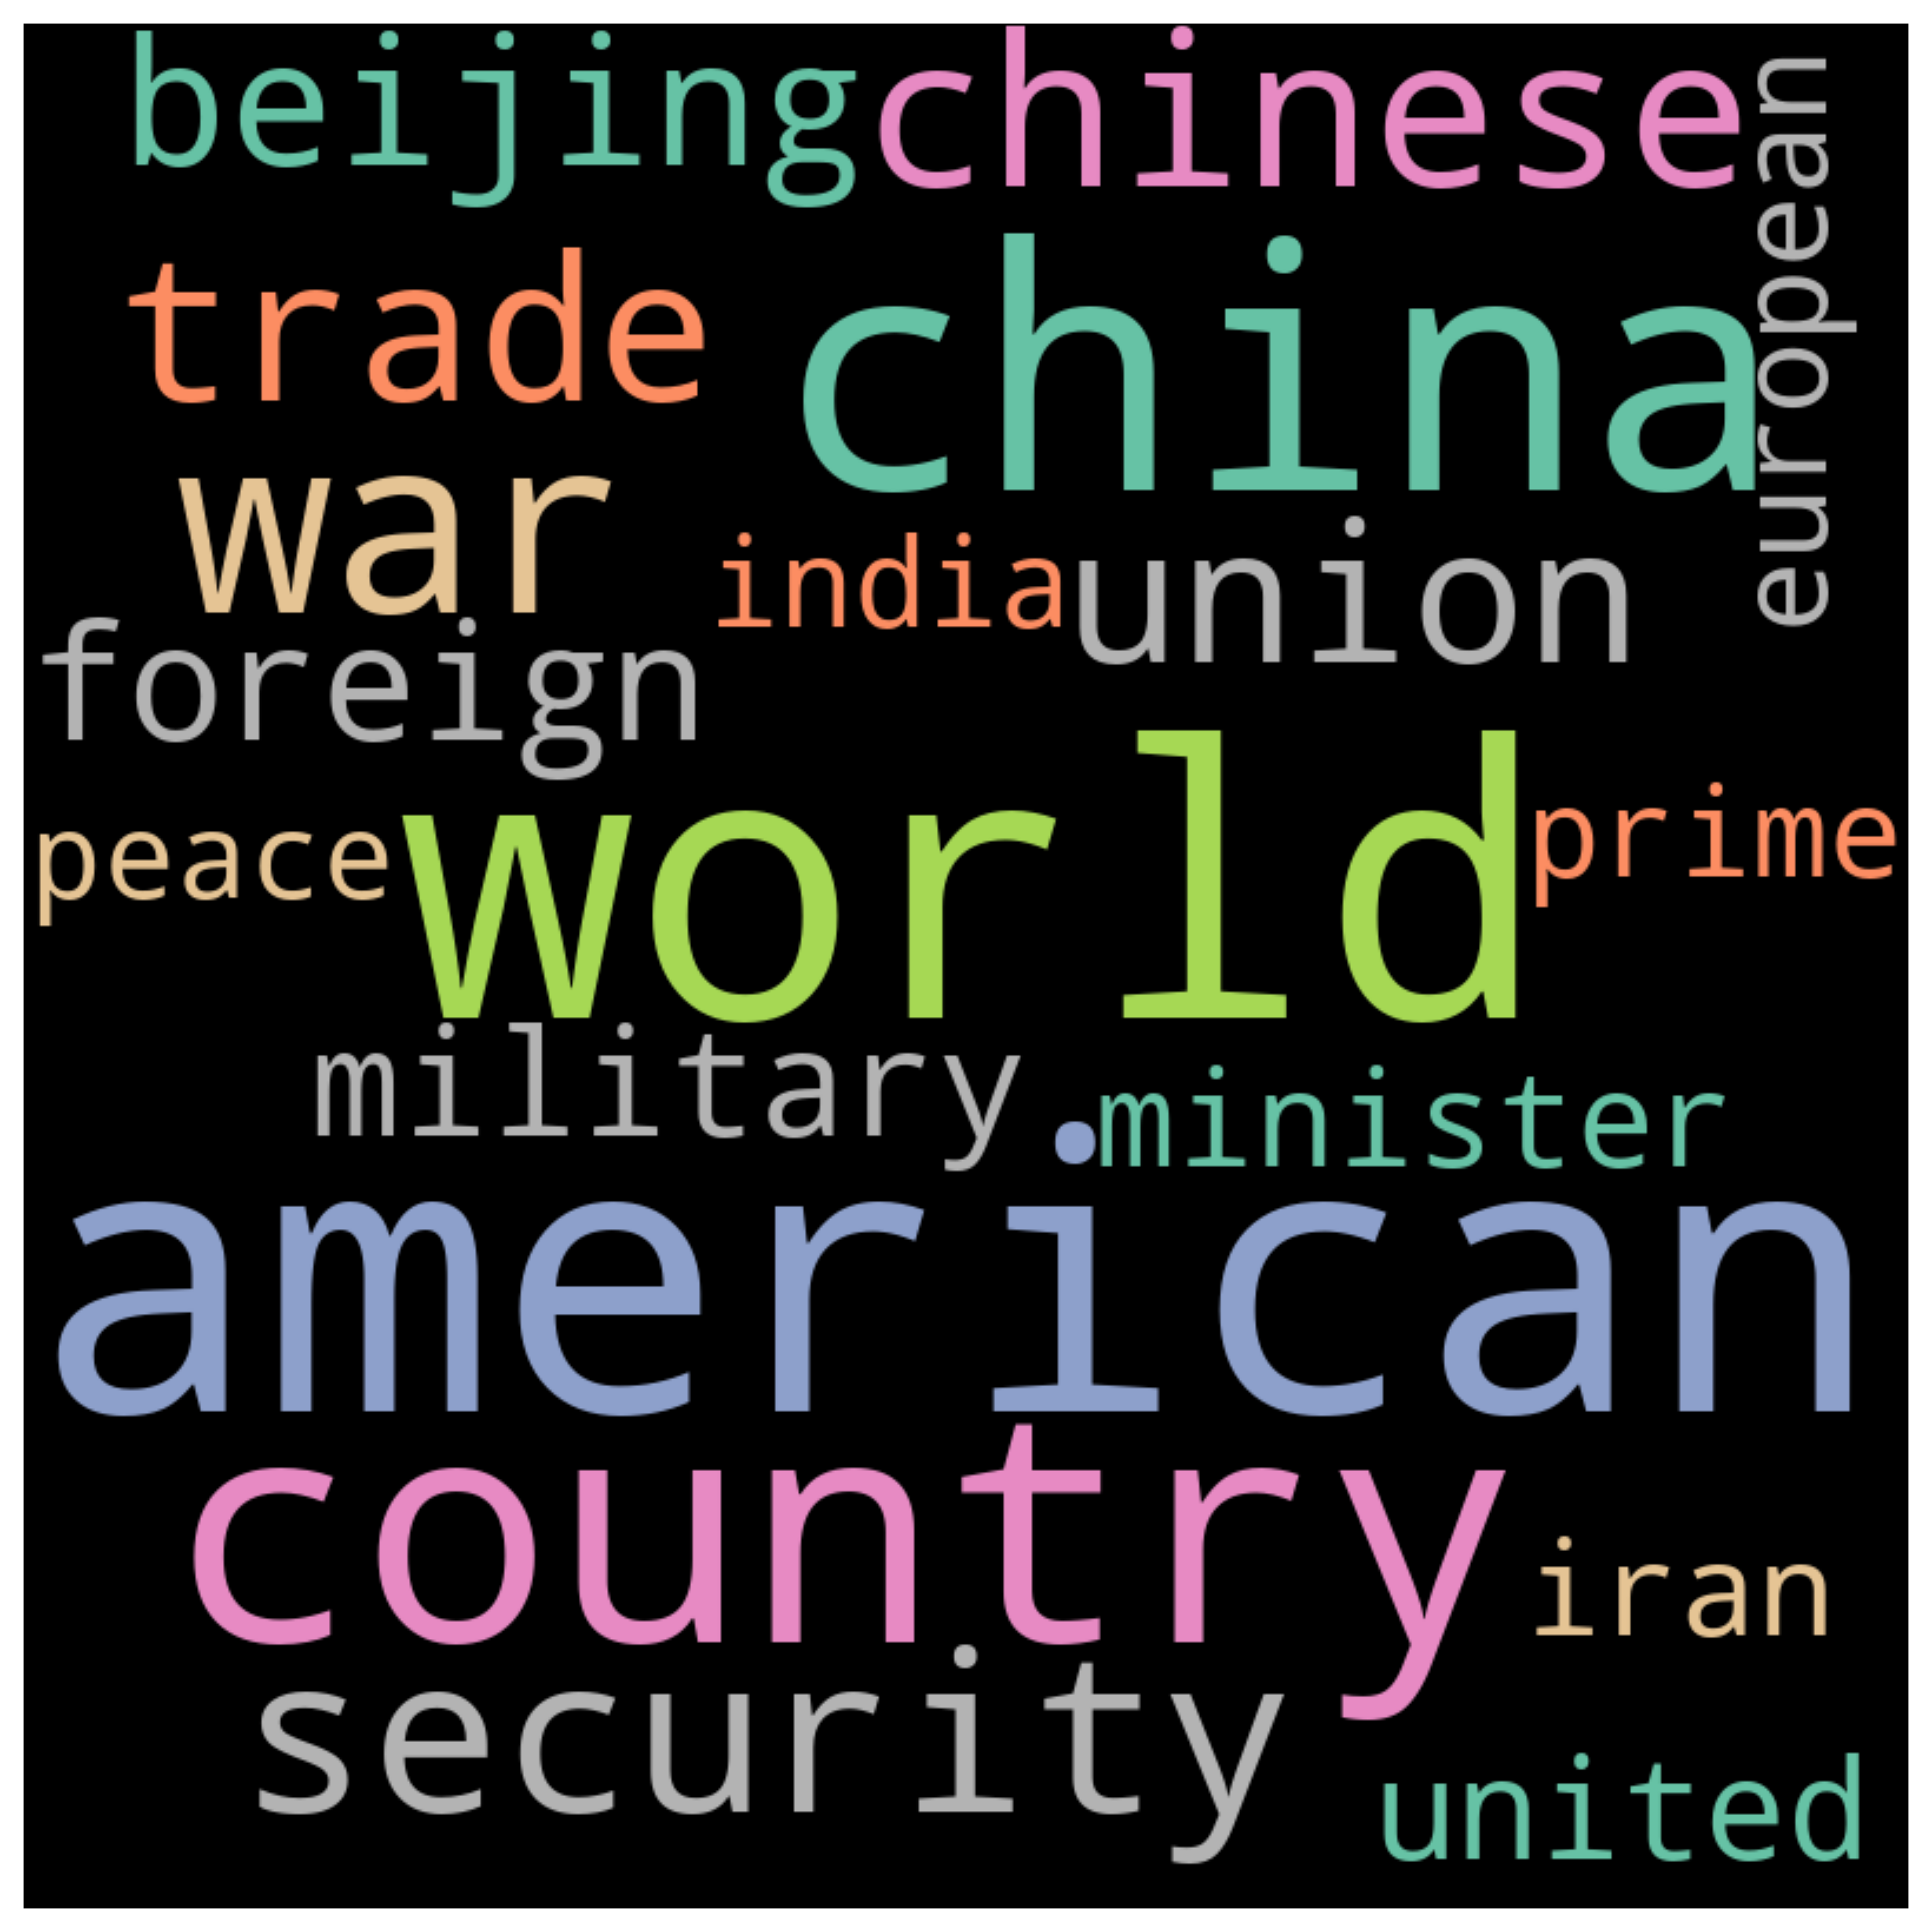 beijing chinese
european
trade china
war india union
foreign
peace world prime
military minister
american
country iran
security united